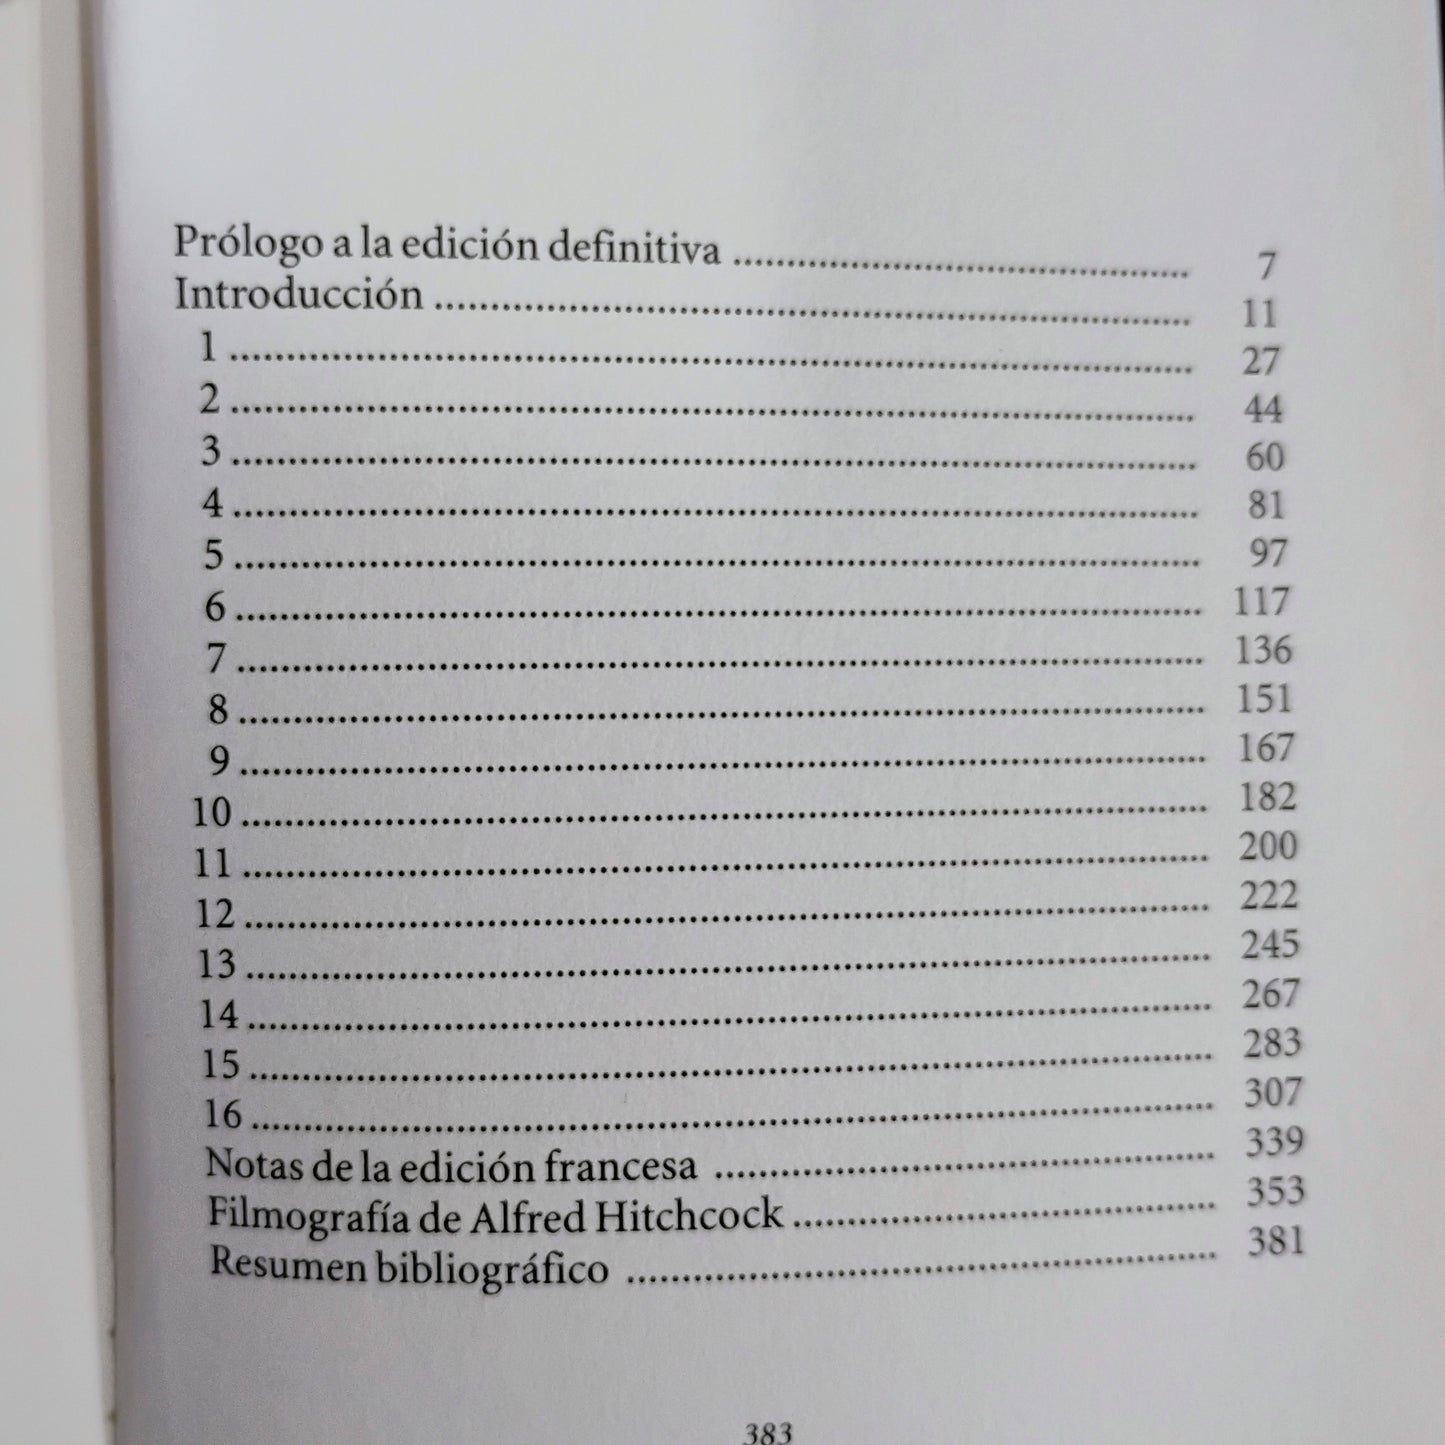 Prólogo a la edición definitiva ........................................ 7
Introducción ........................................ 11
1 ........................................ 27
2 ........................................ 44
3 ........................................ 60
4 ........................................ 81
5 ........................................ 97
6 ........................................ 117
7 ........................................ 136
8 ........................................ 151
9 ........................................ 167
10 ........................................ 182
11 ........................................ 200
12 ........................................ 222
13 ........................................ 245
14 ........................................ 267
15 ........................................ 283
16 ........................................ 307
Notas de la edición francesa ........................................ 339
Filmografía de Alfred Hitchcock ........................................ 353
Resumen bibliográfico ........................................ 381
383